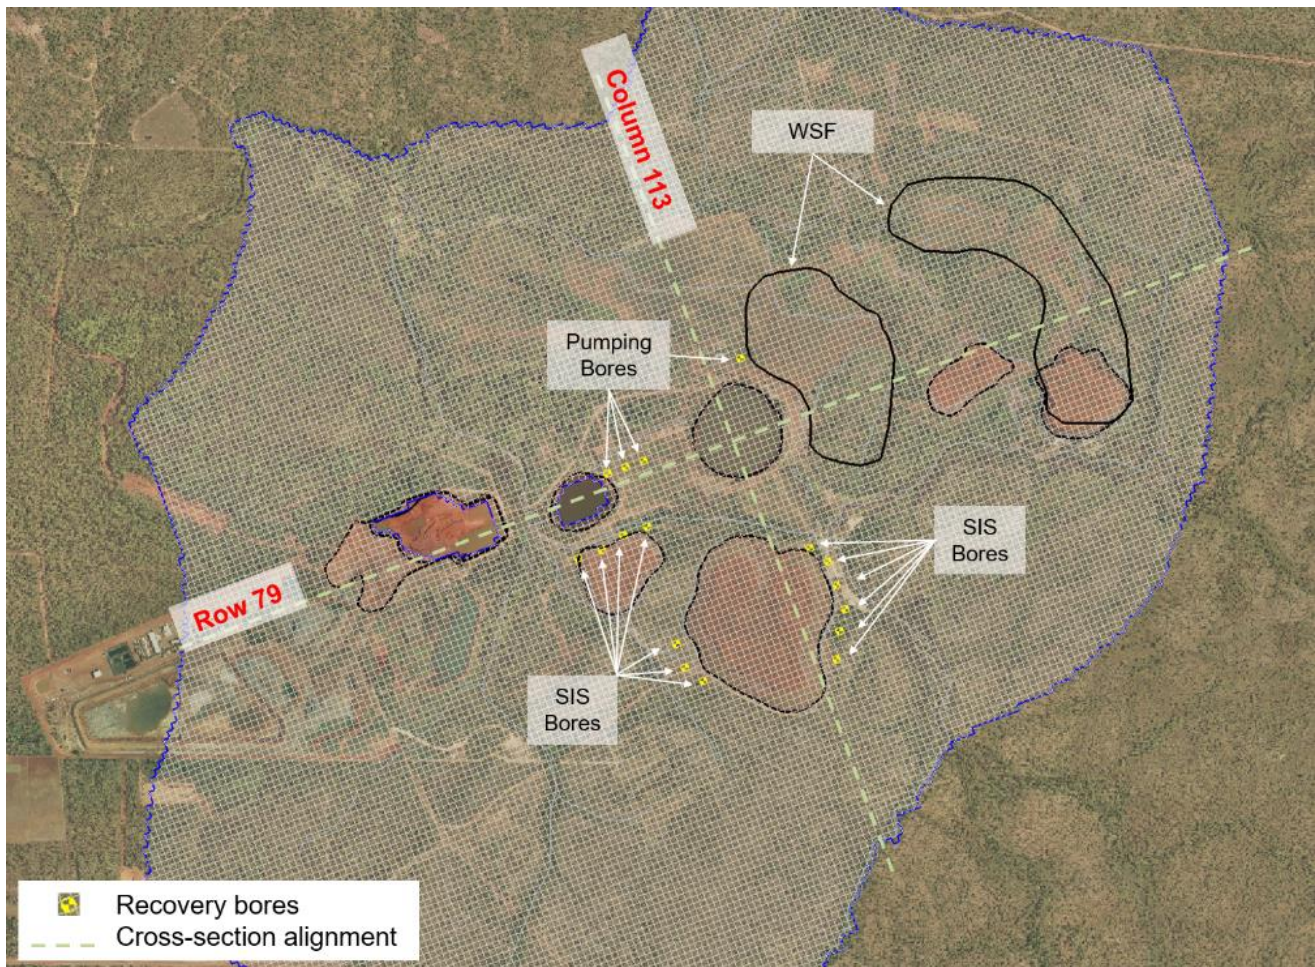 Column 113
WSF
Pumping
Bores
SIS
Bores
Row 79
SIS
Bores
Recovery bores
Cross-section alignment